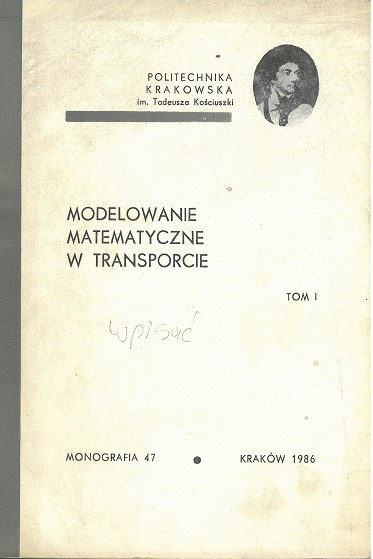 POLITECHNIKA
KRAKOWSKA
im. Tadeusza Kościuszki
MODELOWANIE
MATEMATYCZNE
W TRANSPORCIE
TOM I
wpisać
MONOGRAFIA 47 • KRAKÓW 1986